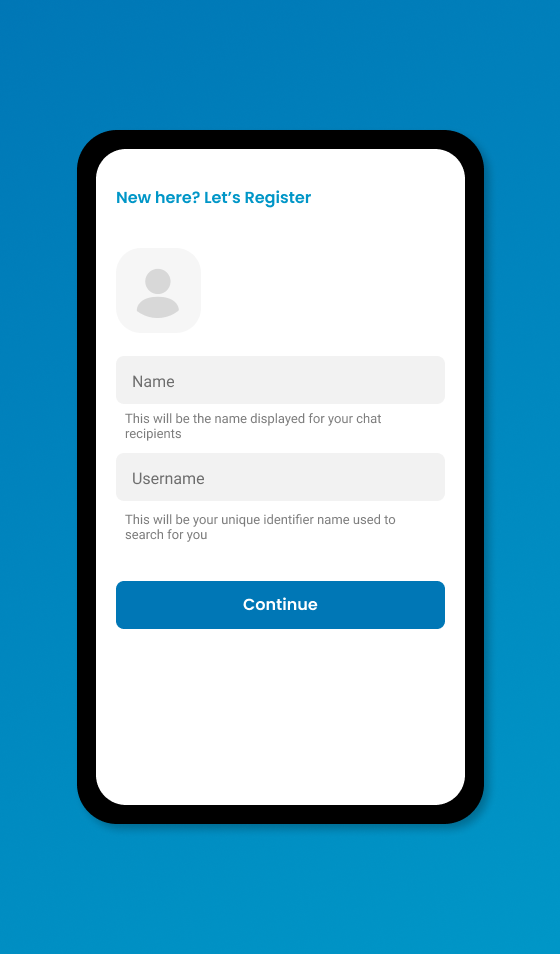 New here? Let’s Register
Name
This will be the name displayed for your chat
recipients
Username
This will be your unique identifier name used to
search for you
Continue